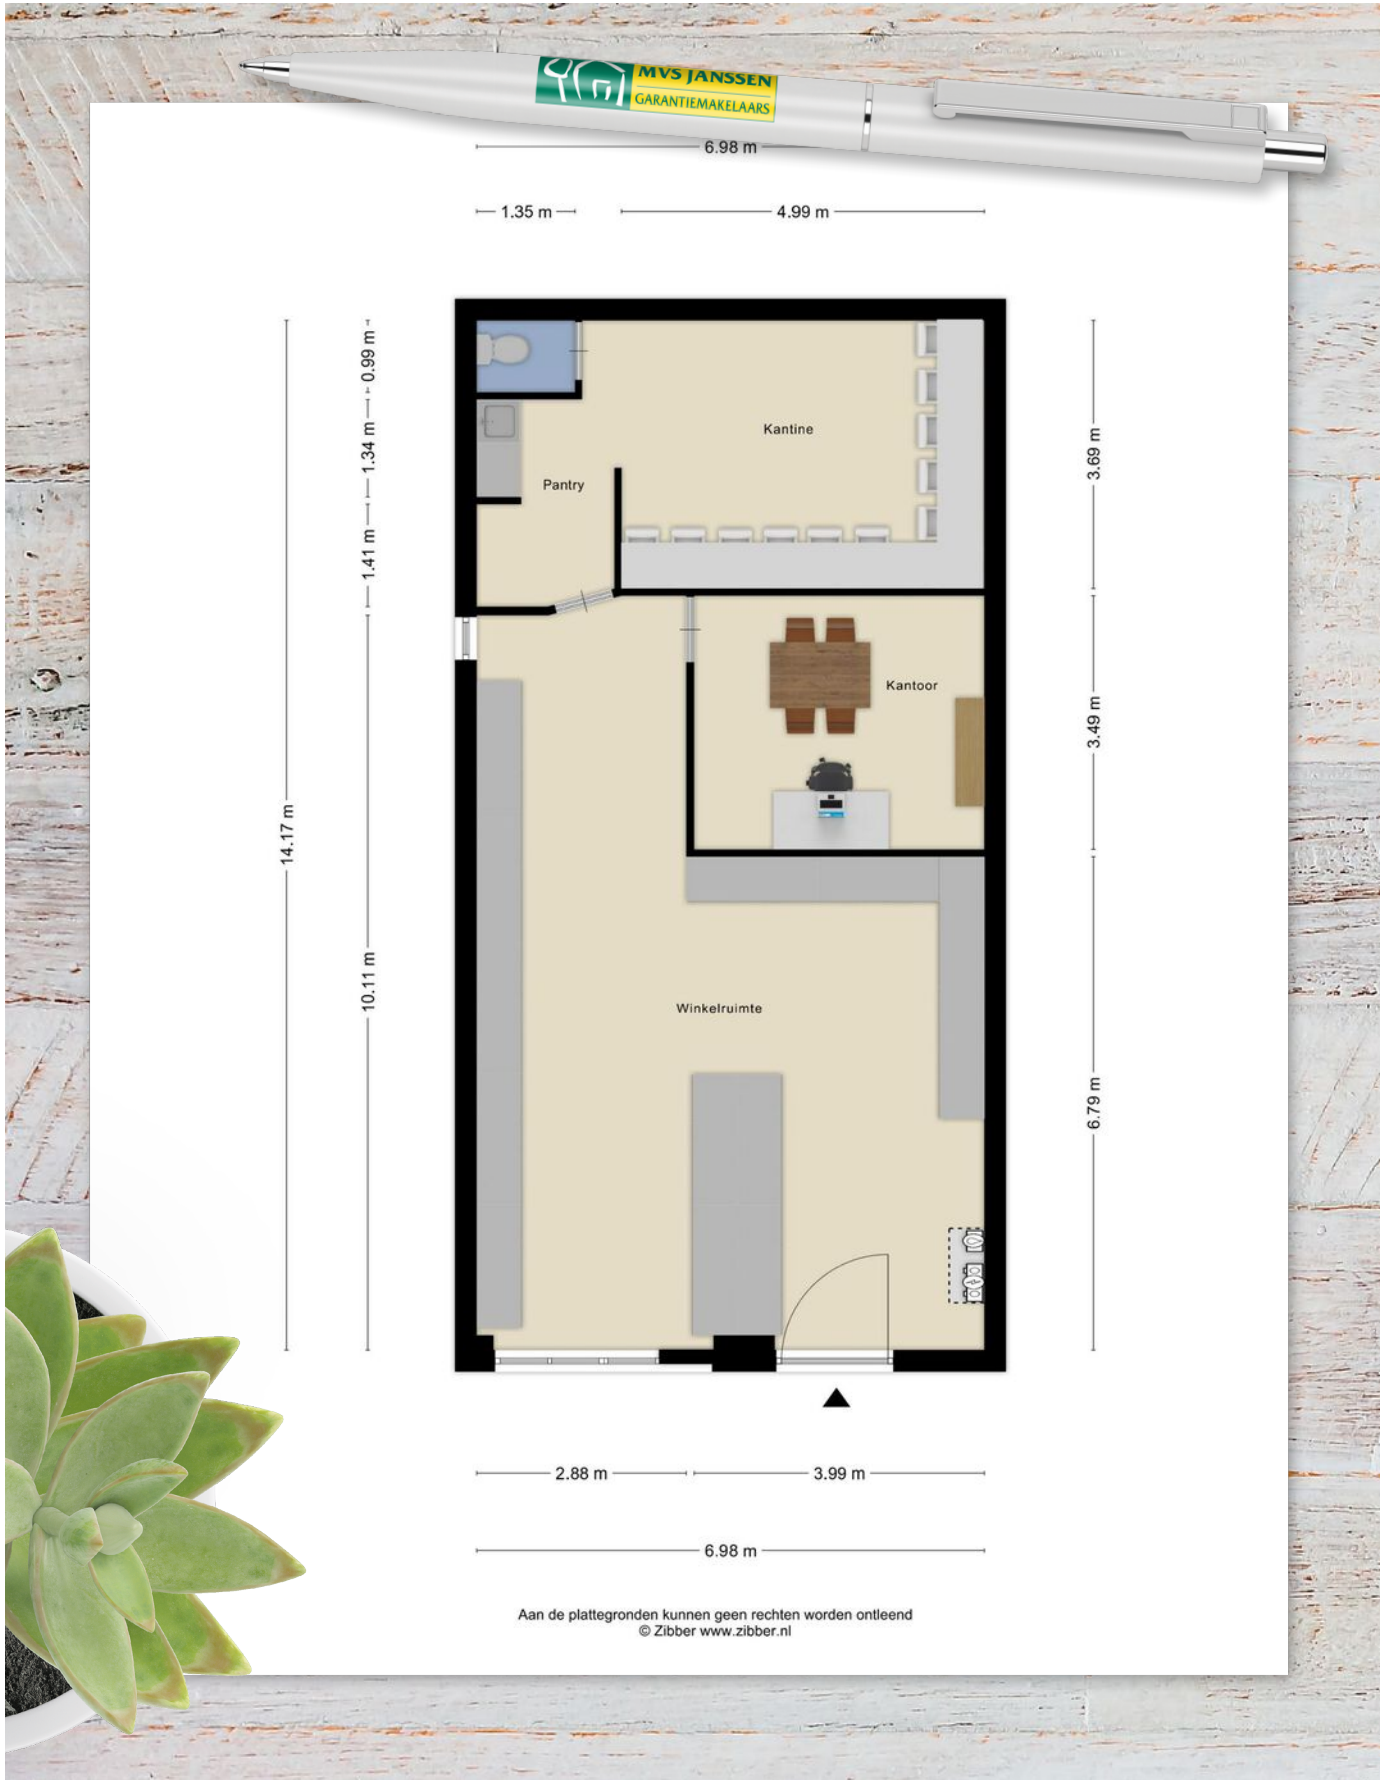 MVS JANSSEN
GARANTIEMAKELAARS
6.98 m
1.35 m
4.99 m
0.99 m
1.34 m
1.41 m
10.11 m
14.17 m
3.69 m
3.49 m
6.79 m
Kantine
Pantry
Kantoor
Winkelruimte
2.88 m
3.99 m
6.98 m
Aan de plattegronden kunnen geen rechten worden ontleend
© Zibber www.zibber.nl